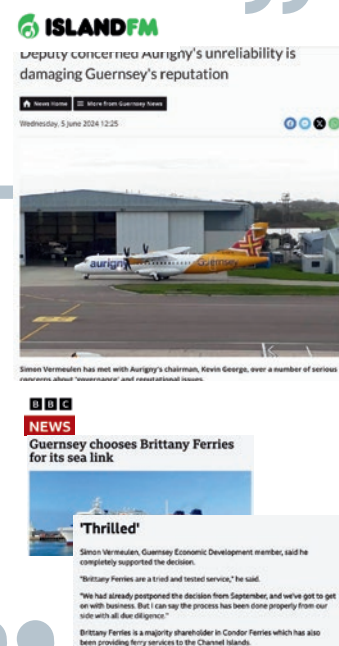 ISLANDFM
Deputy concerned Aurigny's unreliability is
damaging Guernsey's reputation
News Home
More from Guernsey News
Wednesday, 5 June 2024 12:25
aurigny
Guernsey
Simon Vermeulen has met with Aurigny's chairman, Kevin George, over a number of serious
concerns about 'governance' and reputational issues.
BBC
NEWS
Guernsey chooses Brittany Ferries
for its sea link
'Thrilled'
Simon Vermeulen, Guernsey Economic Development member, said he
completely supported the decision.
"Brittany Ferries are a tried and tested service," he said.
"We had already postponed the decision from September, and we've got to get
on with business. But I can say the process has been done properly from our
side with all due diligence."
Brittany Ferries is a majority shareholder in Condor Ferries which has also
been providing ferry services to the Channel Islands.